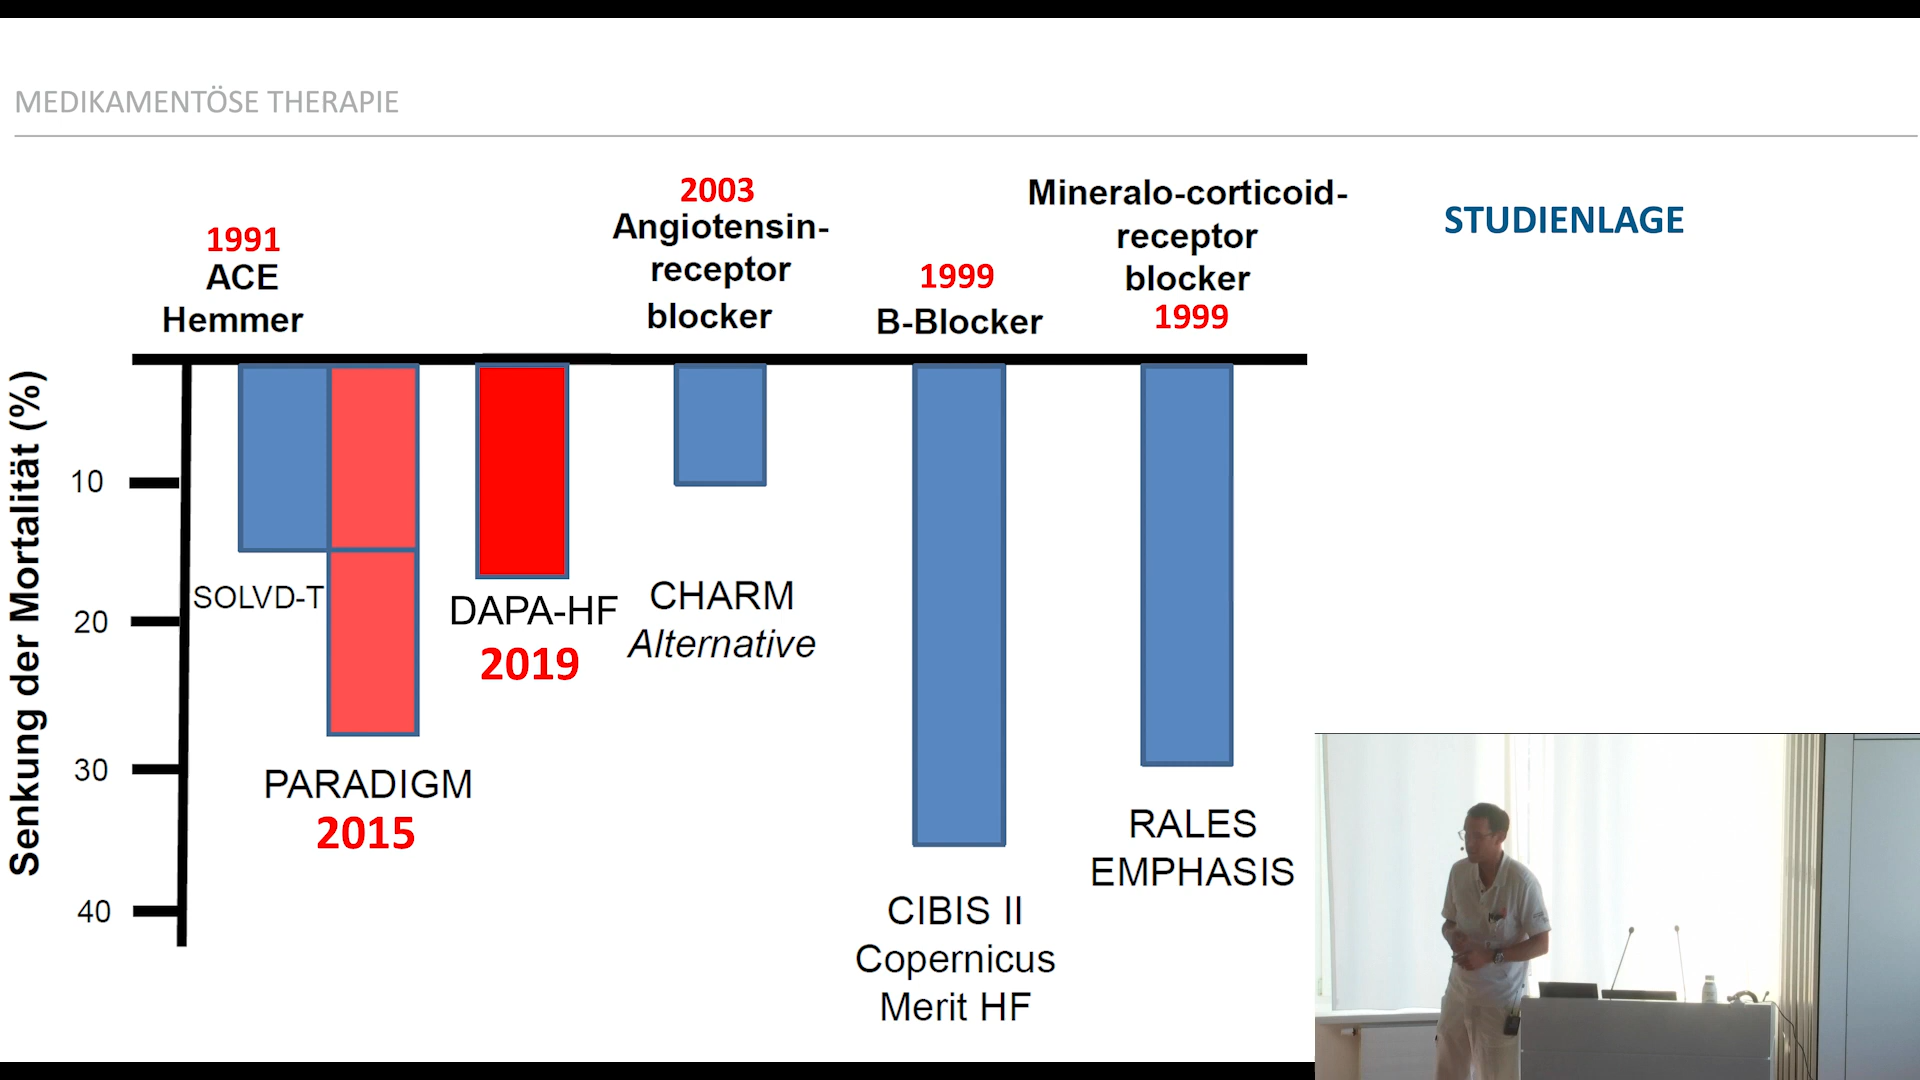 MEDIKAMENTÖSE THERAPIE
STUDIENLAGE
1991
ACE
Hemmer
2003
Angiotensin-
receptor
blocker
1999
B-Blocker
Mineralo-corticoid-
receptor
blocker
1999
Senkung der Mortalität (%)
10
20
30
40
SOLVD-T
PARADIGM
2015
DAPA-HF
2019
CHARM
Alternative
CIBIS II
Copernicus
Merit HF
RALES
EMPHASIS